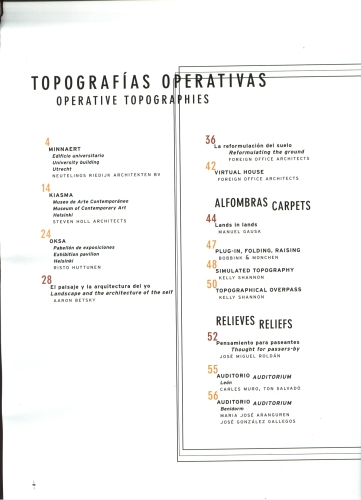 TOPOGRAFÍAS OPERATIVAS
OPERATIVE TOPOGRAPHIES
4
MINNAERT
Edificio universitario
University building
Utrecht
NEUTELINGS RIEDIJK ARCHITEKTEN BV
14
KIASMA
Museo de Arte Contemporáneo
Museum of Contemporary Art
Helsinki
STEVEN HOLL ARCHITECTS
24
OKSA
Pabellón de exposiciones
Exhibition pavilion
Helsinki
RISTO HUTTUNEN
28
El paisaje y la arquitectura del yo
Landscape and the architecture of the self
AARON BETSKY
36
La reformulación del suelo
Reformulating the ground
FOREIGN OFFICE ARCHITECTS
42
VIRTUAL HOUSE
FOREIGN OFFICE ARCHITECTS
ALFOMBRAS CARPETS
44
Lands in lands
MANUEL GAUSA
47
PLUG-IN, FOLDING, RAISING
BOBBINK & MONCHEN
48
SIMULATED TOPOGRAPHY
KELLY SHANNON
50
TOPOGRAPHICAL OVERPASS
KELLY SHANNON
RELIEVES RELIEFS
52
Pensamiento para paseantes
Thought for passers-by
JOSÉ MIGUEL ROLDÁN
55
AUDITORIO AUDITORIUM
León
CARLES MURO, TON SALVADÓ
56
AUDITORIO AUDITORIUM
Benidorm
MARIA JOSÉ ARANGUREN
JOSÉ GONZÁLEZ GALLEGOS